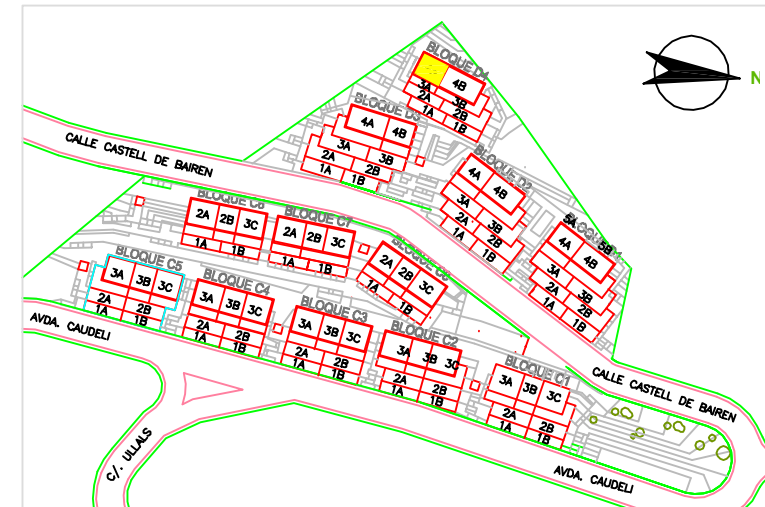 BLOQUE D4
4B
3A 3B
2A 2B
1A 1B
N
BLOQUE D3
4A 4B
3A 3B
2A 2B
1A 1B
CALLE CASTELL DE BAIREN
BLOQUE D2
4A 4B
3A 3B
2A 2B
1A 1B
5A 5B
4A 4B
3A 3B
2A 2B
1A 1B
BLOQUE C6
2A 2B 3C
1A 1B
BLOQUE C7
2A 2B 3C
1A 1B
2A 2B 3C
1A 1B
BLOQUE C5
3A 3B 3C
2A 2B
1A 1B
BLOQUE C4
3A 3B 3C
2A 2B
1A 1B
BLOQUE C3
3A 3B 3C
2A 2B
1A 1B
BLOQUE C2
3A 3B 3C
2A 2B
1A 1B
BLOQUE C1
3A 3B 3C
2A 2B
1A 1B
AVDA. CAUDELI
CALLE CASTELL DE BAIREN
C/. ULLALS
AVDA. CAUDELI